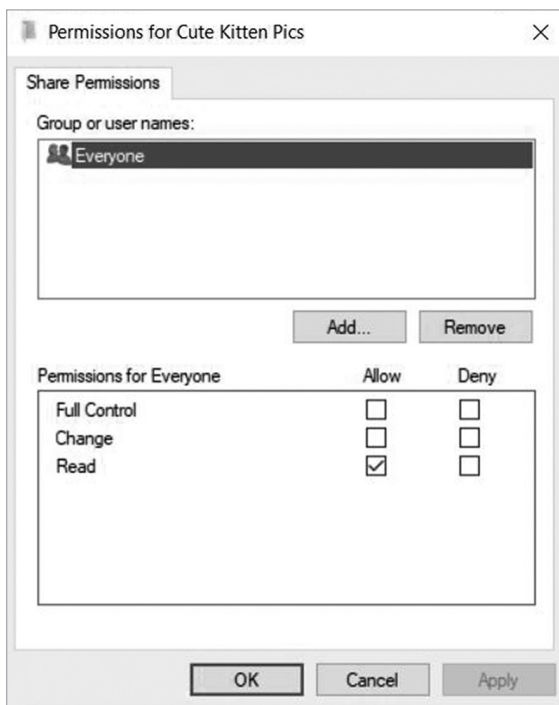 Permissions for Cute Kitten Pics
Share Permissions
Group or user names:
Everyone
Add... Remove
Permissions for Everyone Allow Deny
Full Control
Change
Read
OK Cancel Apply